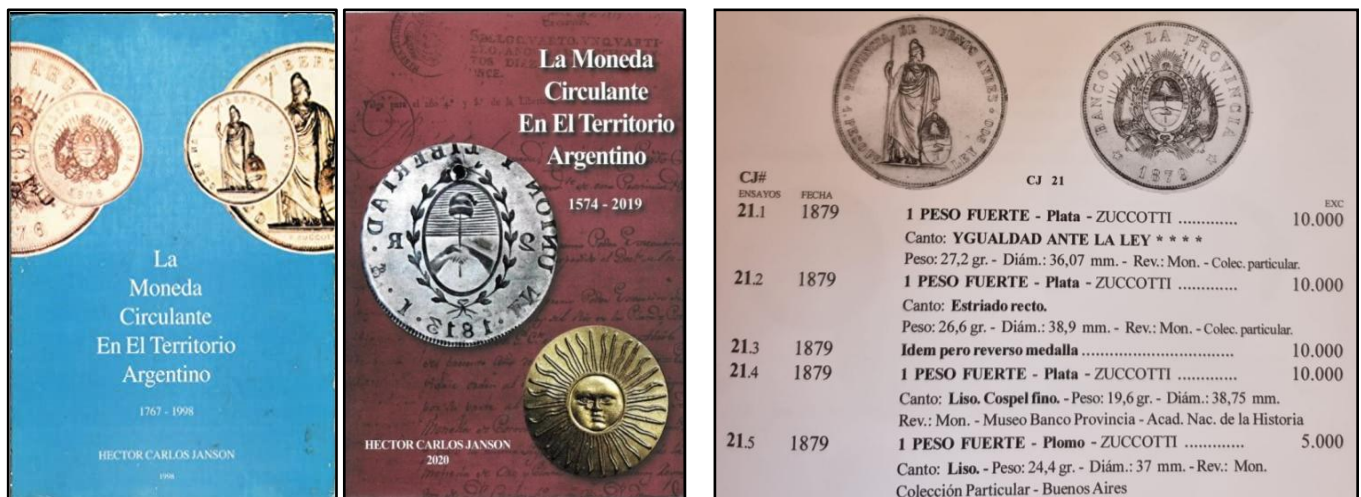 La
Moneda
Circulante
En El Territorio
Argentino
1767 - 1998
HECTOR CARLOS JANSON
1998
La Moneda
Circulante
En El Territorio
Argentino
1574 - 2019
HECTOR CARLOS JANSON
2020
PROVINCIA DE BUENOS AYRES
BANCO DE LA PROVINCIA
1879
CJ 21
CJ#
ENSAYOS FECHA EXC
21.1 1879 1 PESO FUERTE - Plata - ZUCCOTTI ............. 10.000
Canto: YGUALDAD ANTE LA LEY * * * *
Peso: 27,2 gr. - Diám.: 36,07 mm. - Rev.: Mon. - Colec. particular.
21.2 1879 1 PESO FUERTE - Plata - ZUCCOTTI ............. 10.000
Canto: Estriado recto.
Peso: 26,6 gr. - Diám.: 38,9 mm. - Rev.: Mon. - Colec. particular.
21.3 1879 Idem pero reverso medalla .................................. 10.000
21.4 1879 1 PESO FUERTE - Plata - ZUCCOTTI ............. 10.000
Canto: Liso. Cospel fino. - Peso: 19,6 gr. - Diám.: 38,75 mm.
Rev.: Mon. - Museo Banco Provincia - Acad. Nac. de la Historia
21.5 1879 1 PESO FUERTE - Plomo - ZUCCOTTI ............. 5.000
Canto: Liso. - Peso: 24,4 gr. - Diám.: 37 mm. - Rev.: Mon.
Colección Particular - Buenos Aires